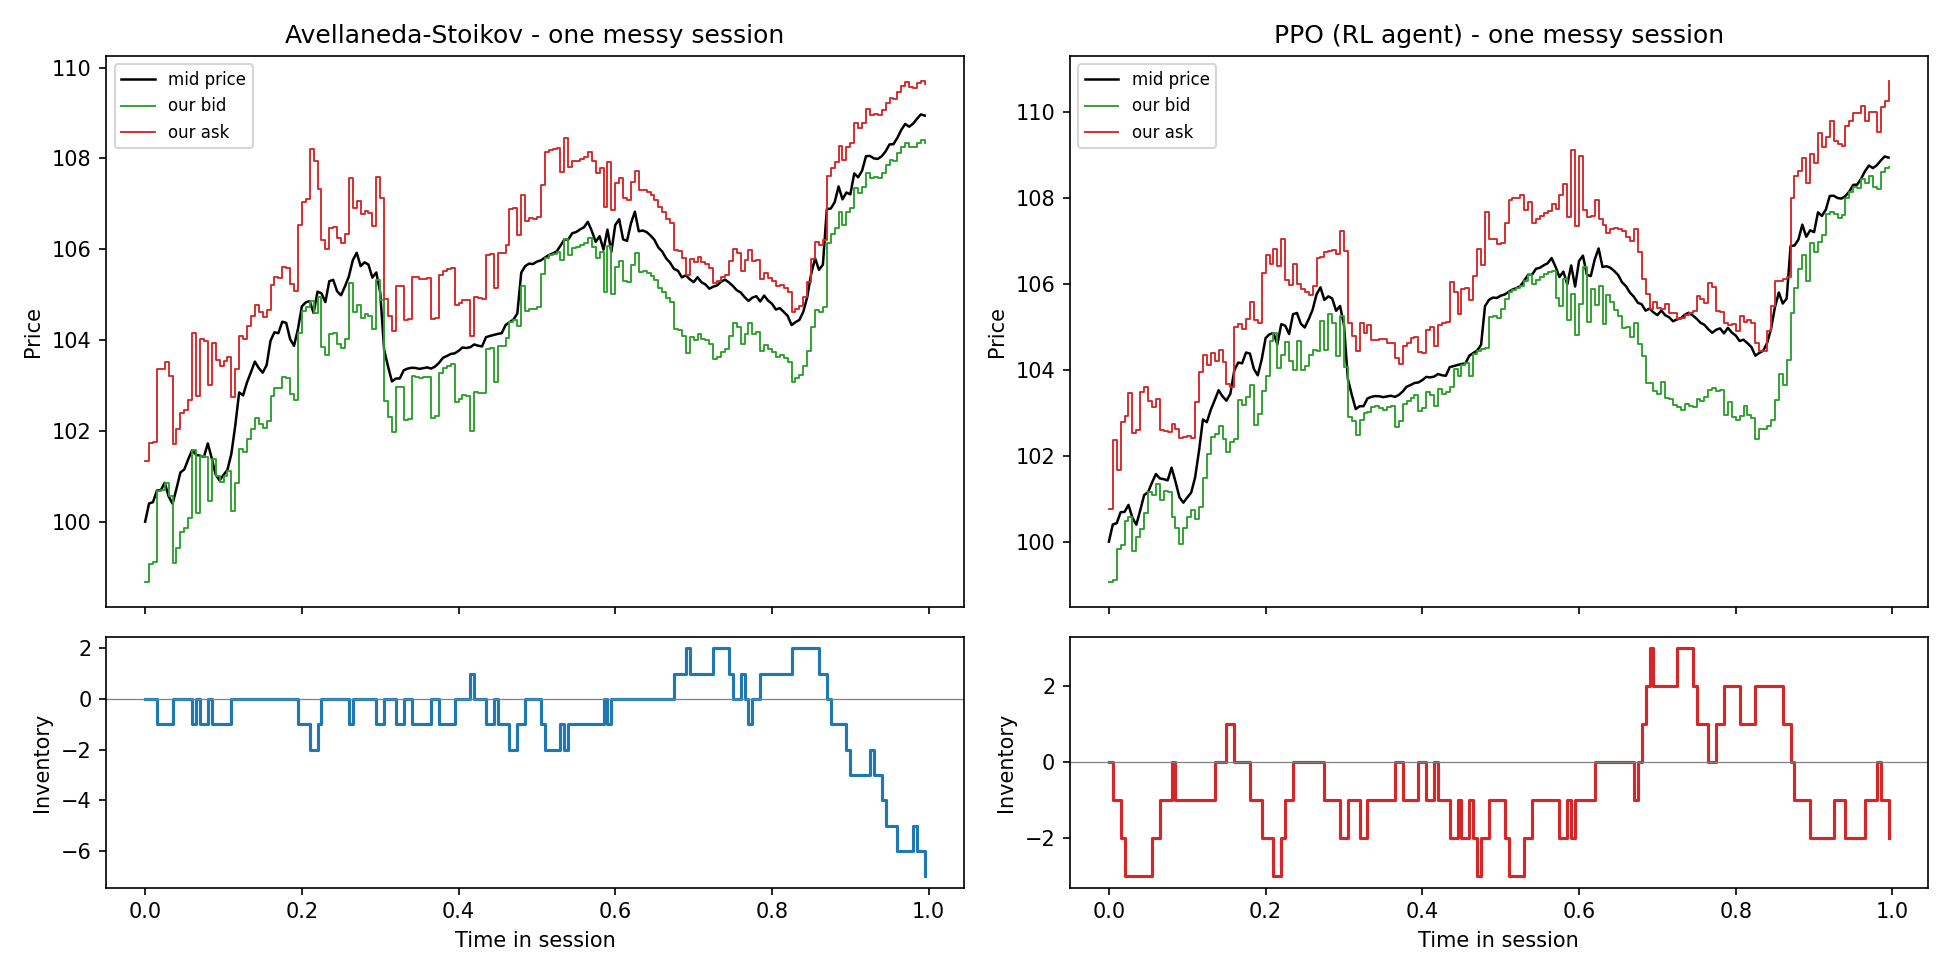 Avellaneda-Stoikov - one messy session
mid price
our bid
our ask
110
108
106
104
102
100
Price
2
0
−2
−4
−6
Inventory
0.0 0.2 0.4 0.6 0.8 1.0
Time in session
PPO (RL agent) - one messy session
mid price
our bid
our ask
110
108
106
104
102
100
Price
2
0
−2
Inventory
0.0 0.2 0.4 0.6 0.8 1.0
Time in session